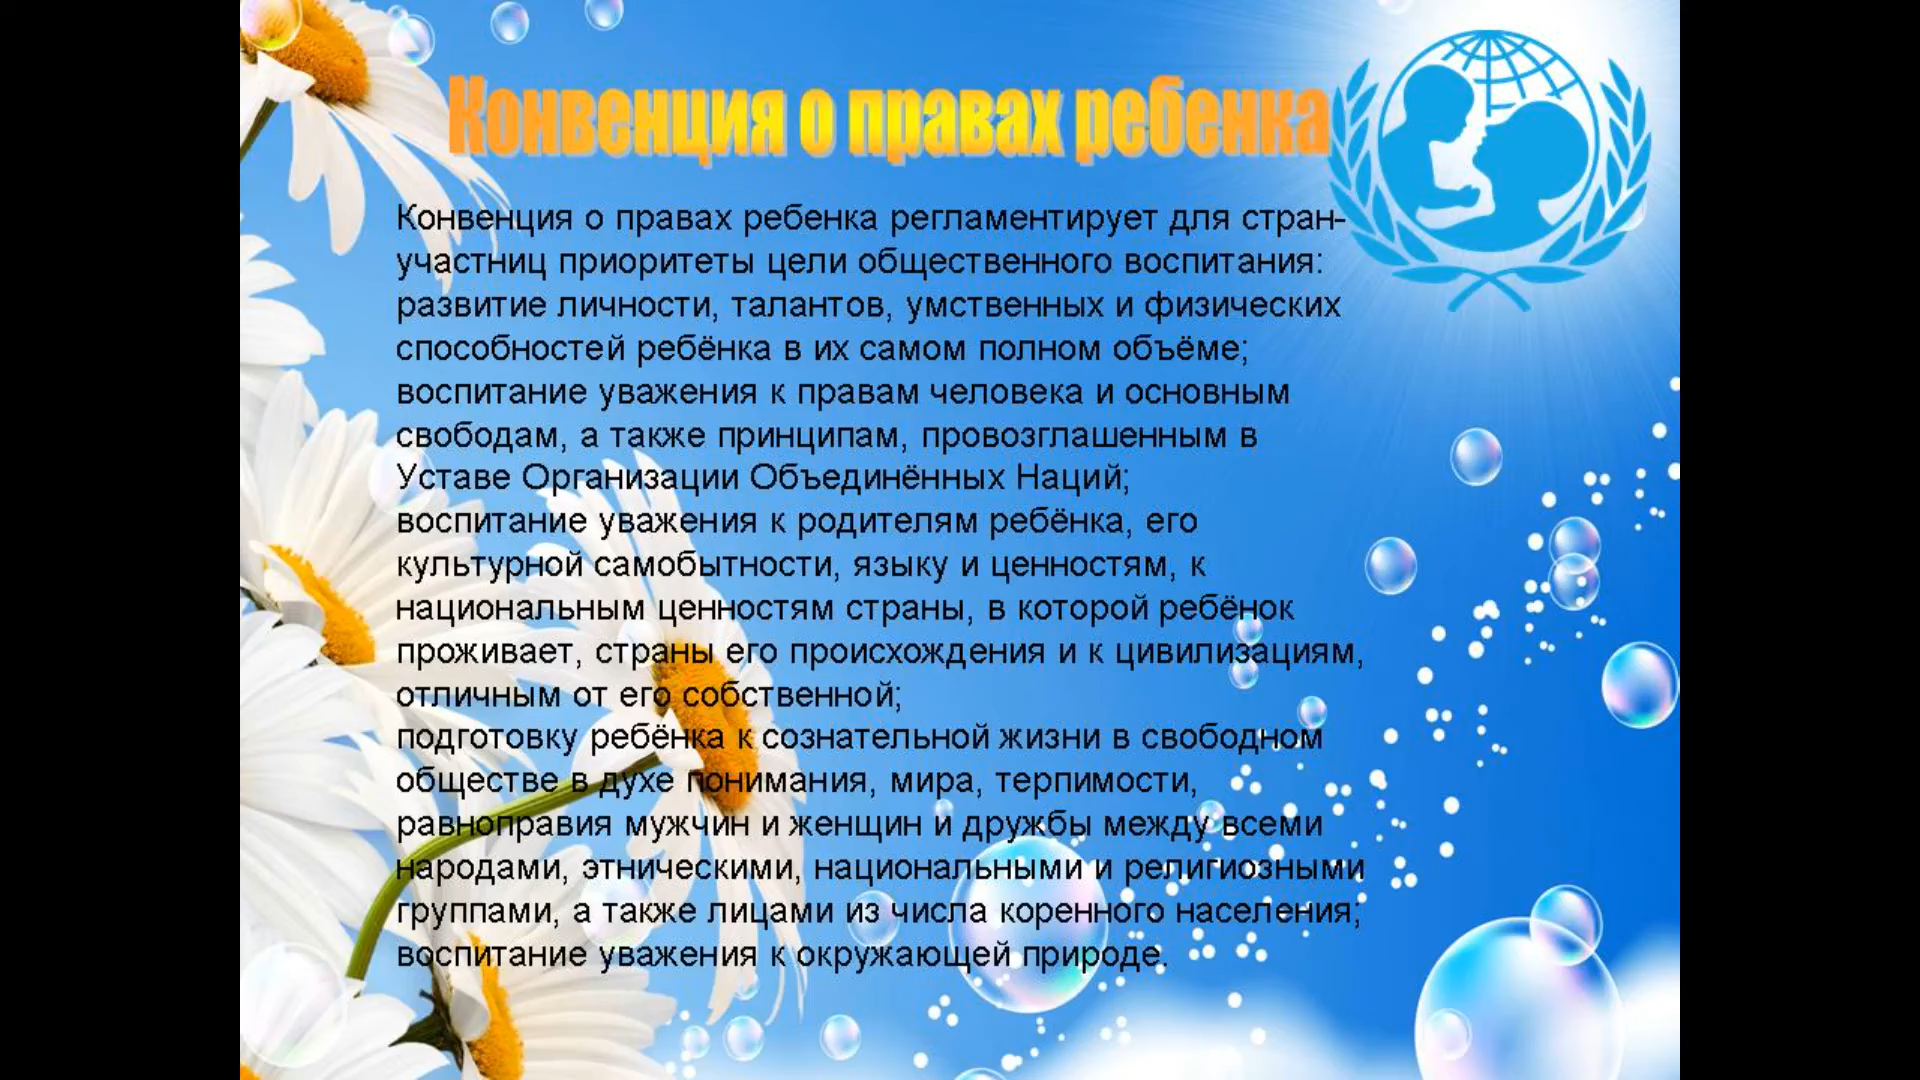 Конвенция о правах ребенка
Конвенция о правах ребенка регламентирует для стран-
участниц приоритеты цели общественного воспитания:
развитие личности, талантов, умственных и физических
способностей ребёнка в их самом полном объёме;
воспитание уважения к правам человека и основным
свободам, а также принципам, провозглашенным в
Уставе Организации Объединённых Наций;
воспитание уважения к родителям ребёнка, его
культурной самобытности, языку и ценностям, к
национальным ценностям страны, в которой ребёнок
проживает, страны его происхождения и к цивилизациям,
отличным от его собственной;
подготовку ребёнка к сознательной жизни в свободном
обществе в духе понимания, мира, терпимости,
равноправия мужчин и женщин и дружбы между всеми
народами, этническими, национальными и религиозными
группами, а также лицами из числа коренного населения;
воспитание уважения к окружающей природе.